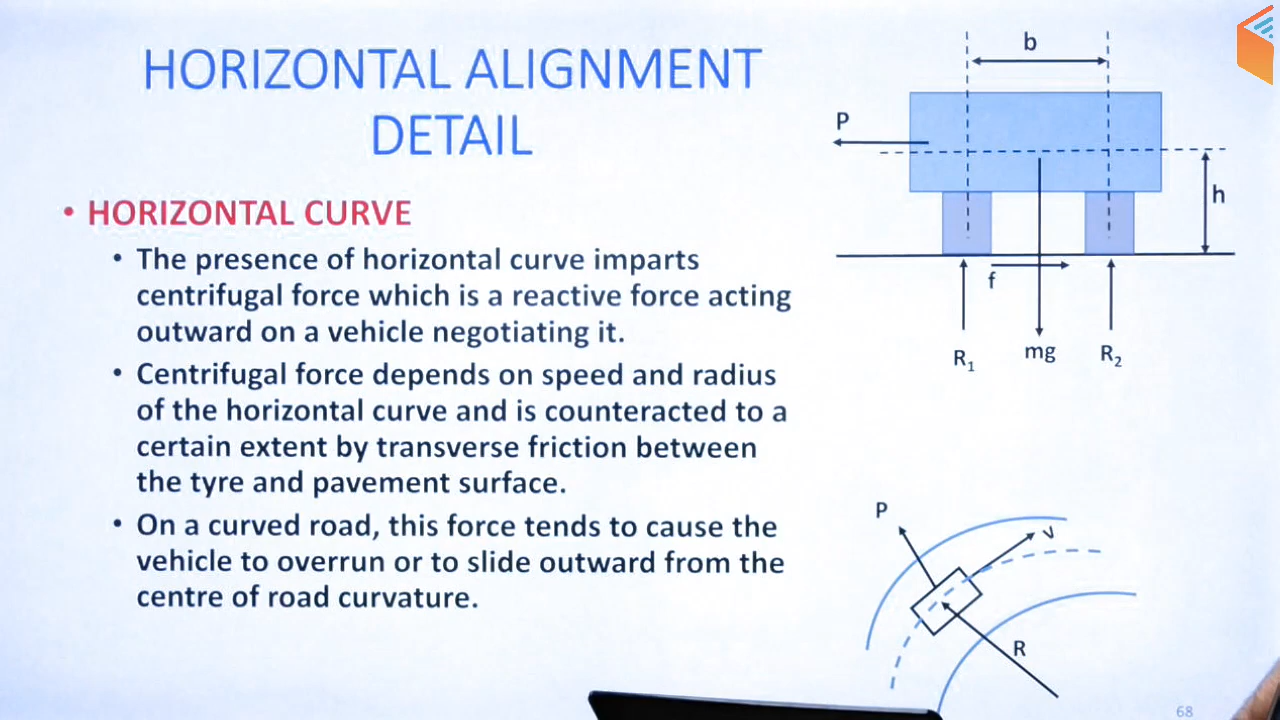 HORIZONTAL ALIGNMENT
DETAIL
• HORIZONTAL CURVE
• The presence of horizontal curve imparts
centrifugal force which is a reactive force acting
outward on a vehicle negotiating it.
• Centrifugal force depends on speed and radius
of the horizontal curve and is counteracted to a
certain extent by transverse friction between
the tyre and pavement surface.
• On a curved road, this force tends to cause the
vehicle to overrun or to slide outward from the
centre of road curvature.
b
P
h
f
R₁
mg
R₂
P
v
R
68